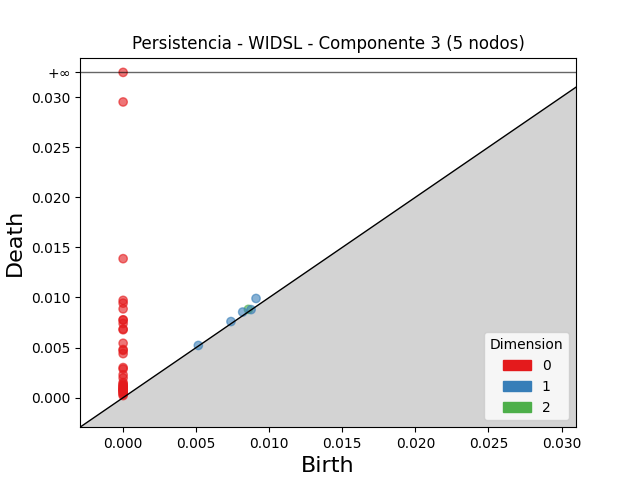 Persistencia - WIDSL - Componente 3 (5 nodos)
+∞
0.030
0.025
0.020
0.015
0.010
0.005
0.000
Death
Dimension
0
1
2
0.000 0.005 0.010 0.015 0.020 0.025 0.030
Birth